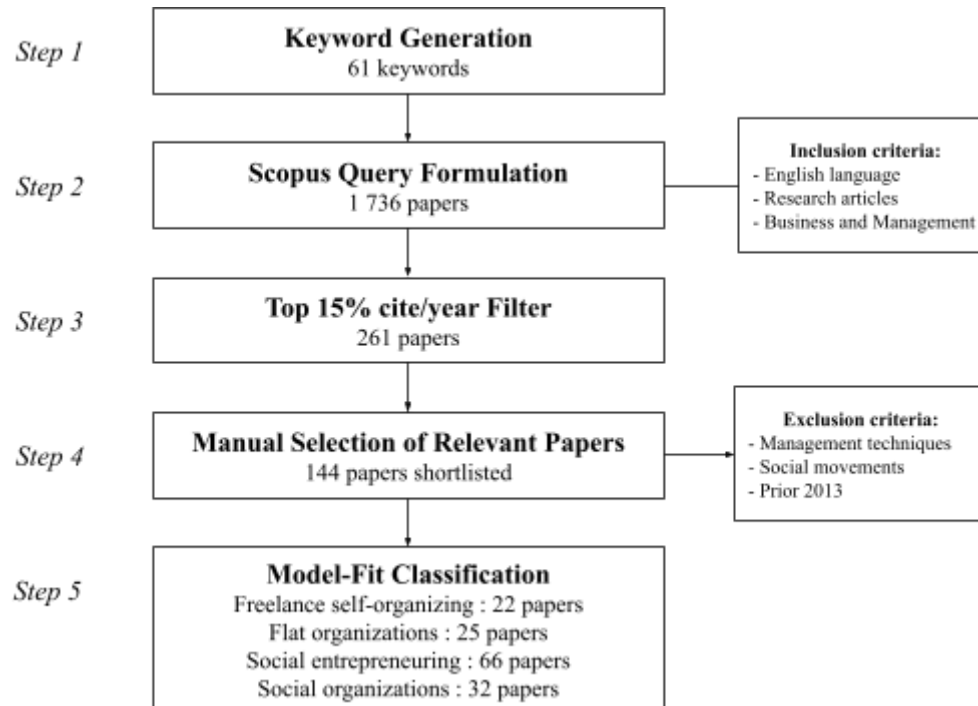 Step 1
Keyword Generation
61 keywords
Step 2
Scopus Query Formulation
1 736 papers
Inclusion criteria:
- English language
- Research articles
- Business and Management
Step 3
Top 15% cite/year Filter
261 papers
Step 4
Manual Selection of Relevant Papers
144 papers shortlisted
Exclusion criteria:
- Management techniques
- Social movements
- Prior 2013
Step 5
Model-Fit Classification
Freelance self-organizing : 22 papers
Flat organizations : 25 papers
Social entrepreneuring : 66 papers
Social organizations : 32 papers